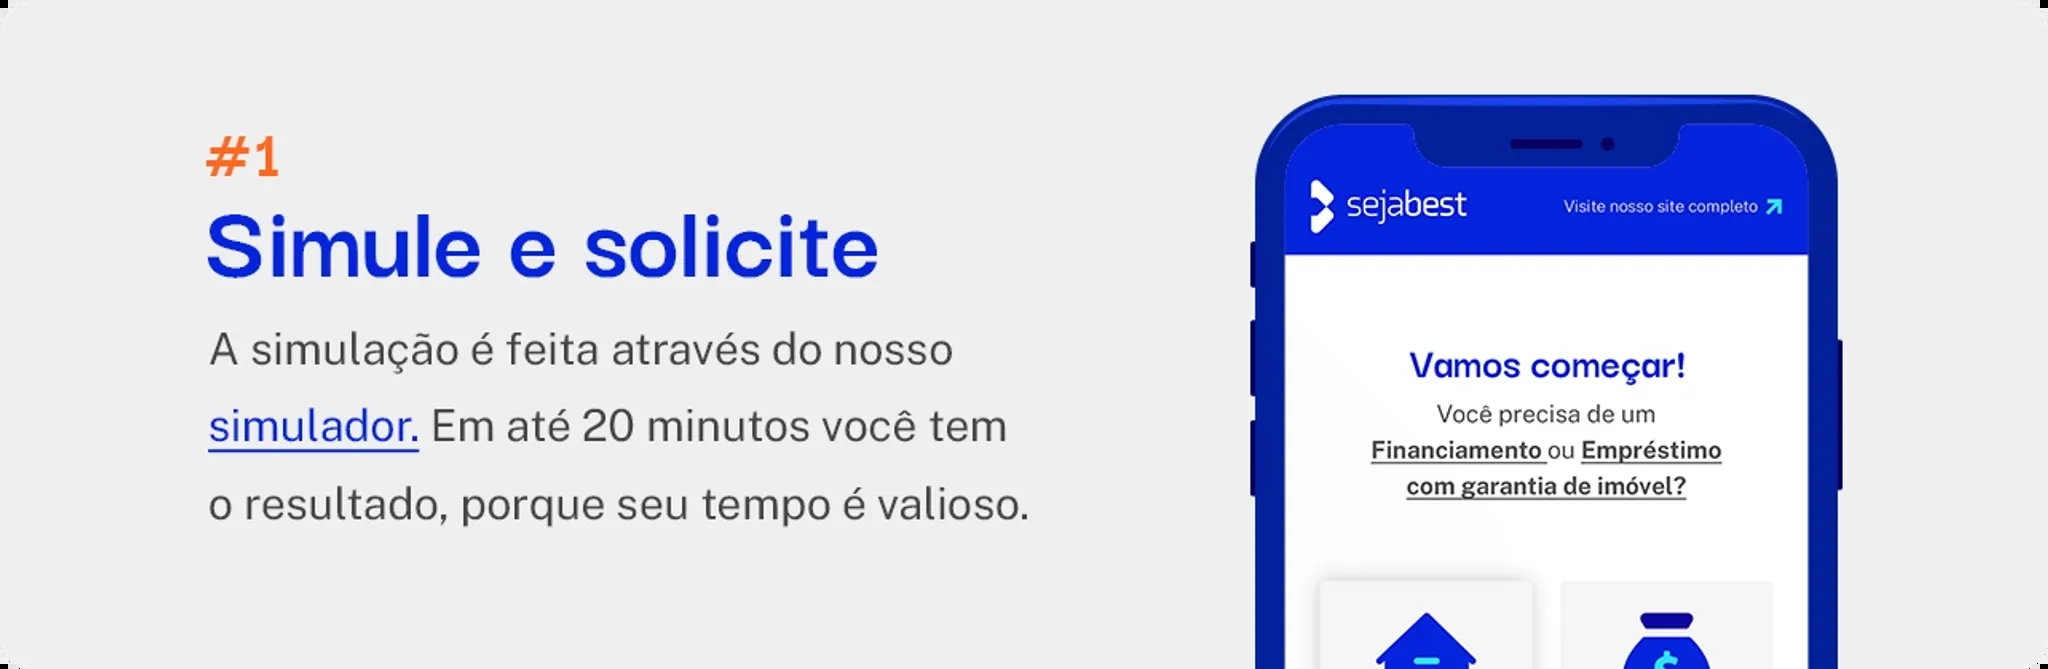 #1
Simule e solicite
A simulação é feita através do nosso
simulador. Em até 20 minutos você tem
o resultado, porque seu tempo é valioso.
sejabest
Visite nosso site completo
Vamos começar!
Você precisa de um
Financiamento ou Empréstimo
com garantia de imóvel?
$